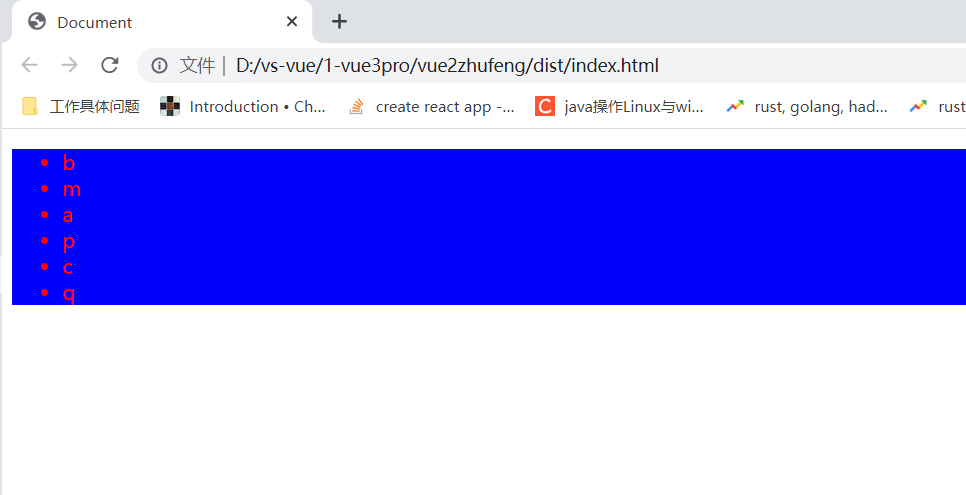 Document
文件 | D:/vs-vue/1-vue3pro/vue2zhufeng/dist/index.html
工作具体问题 Introduction • Ch... create react app -... java操作Linux与wi... rust, golang, had... rust
b
m
a
p
c
q